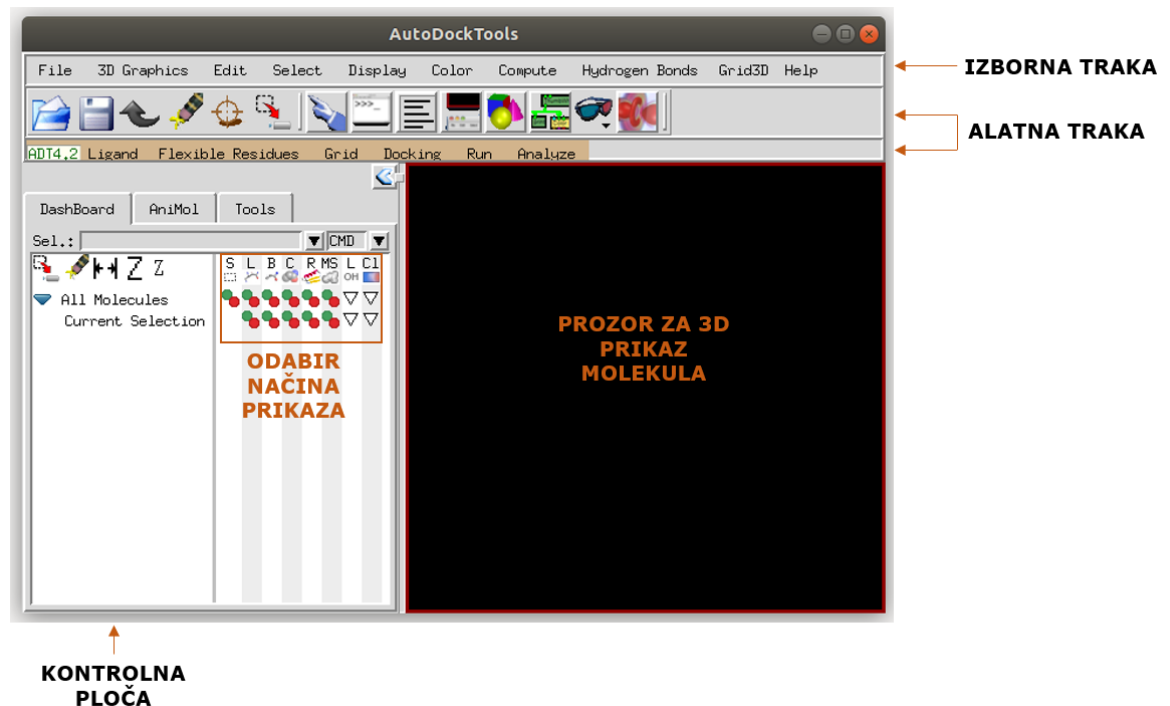 AutoDockTools
File 3D Graphics Edit Select Display Color Compute Hydrogen Bonds Grid3D Help
IZBORNA TRAKA
>>>_
ALATNA TRAKA
ADT4.2 Ligand Flexible Residues Grid Docking Run Analyze
DashBoard AniMol Tools
Sel.: CMD
Z Z S L B C R MS L Cl
OH
All Molecules
Current Selection
ODABIR
NAČINA
PRIKAZA
PROZOR ZA 3D
PRIKAZ
MOLEKULA
KONTROLNA
PLOČA